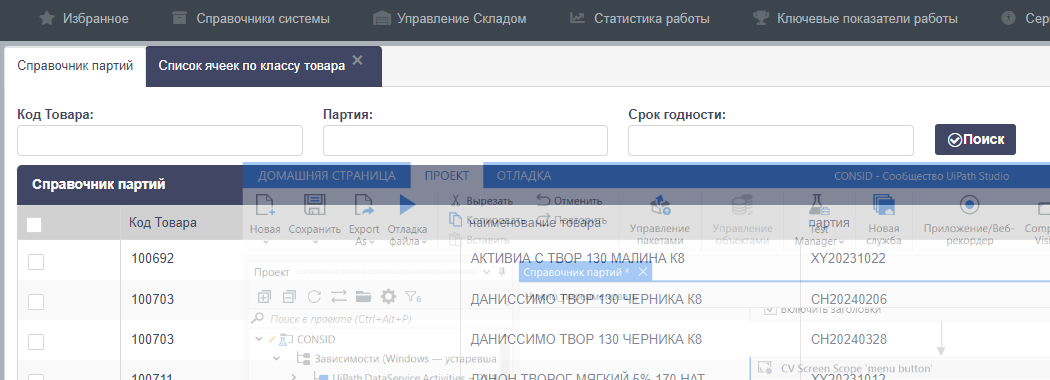 Избранное Справочники системы Управление Складом Статистика работы Ключевые показатели работы Сер
Справочник партий Список ячеек по классу товара ×
Код Товара: Партия: Срок годности:
Поиск
Справочник партий
ДОМАШНЯЯ СТРАНИЦА ПРОЕКТ ОТЛАДКА CONSID - Сообщество UiPath Studio
Код Товара наименование товара партия
Вырезать Отменить
Копировать Повторить
Вставить
Новая Сохранить Export As Отладка файла Управление пакетами Управление объектами Test Manager Новая служба Приложение/Веб-рекордер Comp Visi
100692 АКТИВИА С ТВОР 130 МАЛИНА К8 XY20231022
Проект Справочник партий * ×
100703 ДАНИССИМО ТВОР 130 ЧЕРНИКА К8 CH20240206
Включить заголовки
Поиск в проекте (Ctrl+Alt+P)
100703 ДАНИССИМО ТВОР 130 ЧЕРНИКА К8 CH20240328
CONSID
Зависимости (Windows — устаревша
CV Screen Scope 'menu button'
100711 ДАНОН ТВОРОГ МЯГКИЙ 5% 170 НАТ XY20231012
UiPath.DataService.Activities